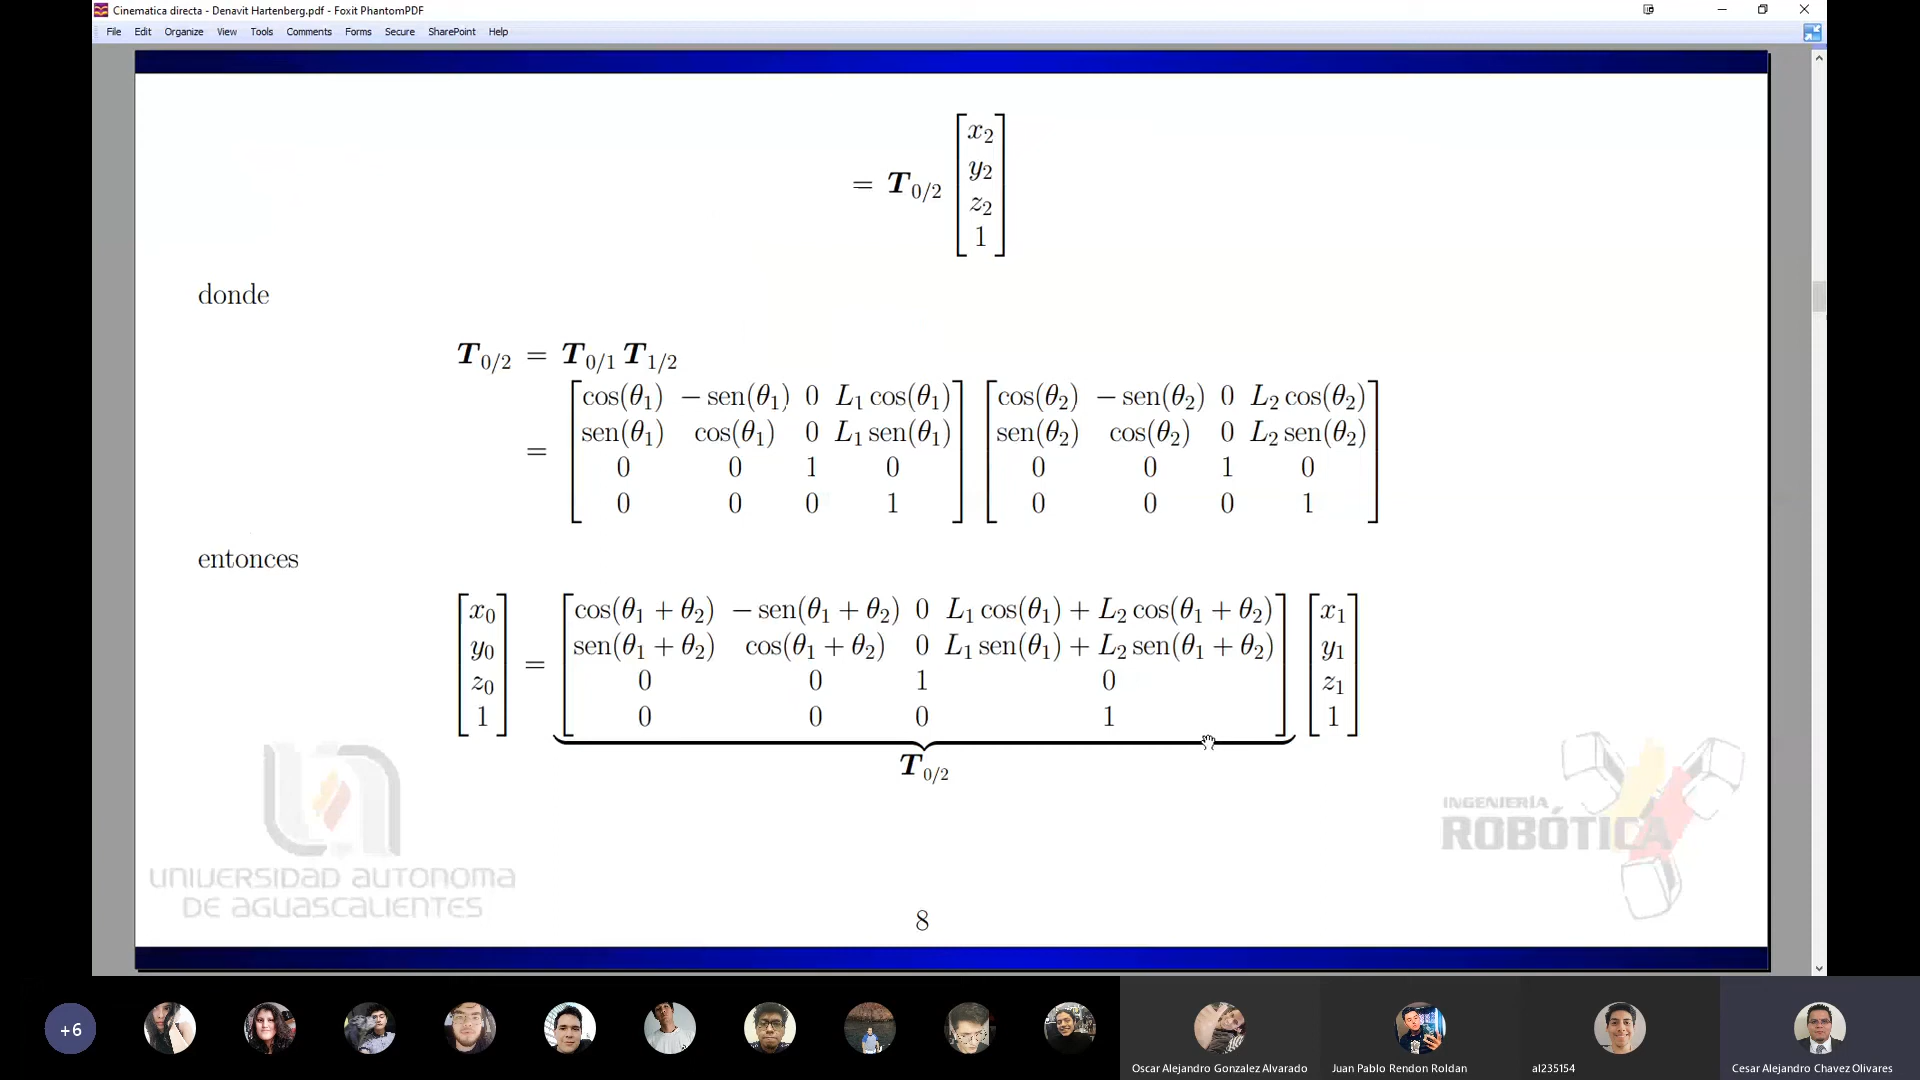 Cinematica directa - Denavit Hartenberg.pdf - Foxit PhantomPDF
File Edit Organize View Tools Comments Forms Secure SharePoint Help
= T0/2 [x2 y2 z2 1]
donde
T0/2 = T0/1 T1/2
= [cos(θ1) − sen(θ1) 0 L1 cos(θ1)] [cos(θ2) − sen(θ2) 0 L2 cos(θ2)]
sen(θ1) cos(θ1) 0 L1 sen(θ1) sen(θ2) cos(θ2) 0 L2 sen(θ2)
0 0 1 0 0 0 1 0
0 0 0 1 0 0 0 1
entonces
x0 cos(θ1 + θ2) − sen(θ1 + θ2) 0 L1 cos(θ1) + L2 cos(θ1 + θ2) x1
y0 = sen(θ1 + θ2) cos(θ1 + θ2) 0 L1 sen(θ1) + L2 sen(θ1 + θ2) y1
z0 0 0 1 0 z1
1 0 0 0 1 1
T0/2
INGENIERÍA
ROBÓTICA
UNIVERSIDAD AUTONOMA
DE AGUASCALIENTES
8
+6
Oscar Alejandro Gonzalez Alvarado
Juan Pablo Rendon Roldan
al235154
Cesar Alejandro Chavez Olivares